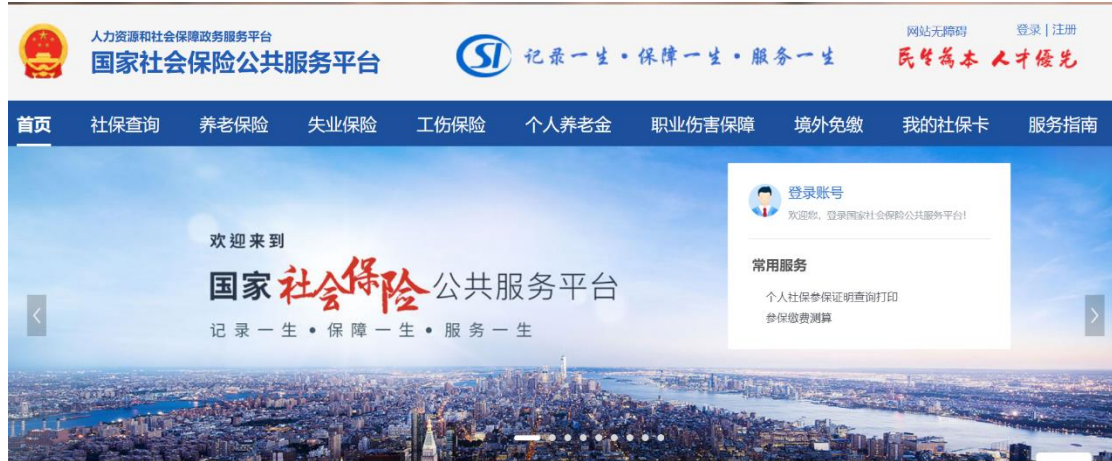 人力资源和社会保障政务服务平台
国家社会保险公共服务平台
SI
记录一生·保障一生·服务一生
网站无障碍
登录 | 注册
民生為本 人才優先
首页 社保查询 养老保险 失业保险 工伤保险 个人养老金 职业伤害保障 境外免缴 我的社保卡 服务指南
登录账号
欢迎您，登录国家社会保险公共服务平台!
常用服务
个人社保参保证明查询打印
参保缴费测算
欢迎来到
国家社会保险公共服务平台
记录一生•保障一生•服务一生